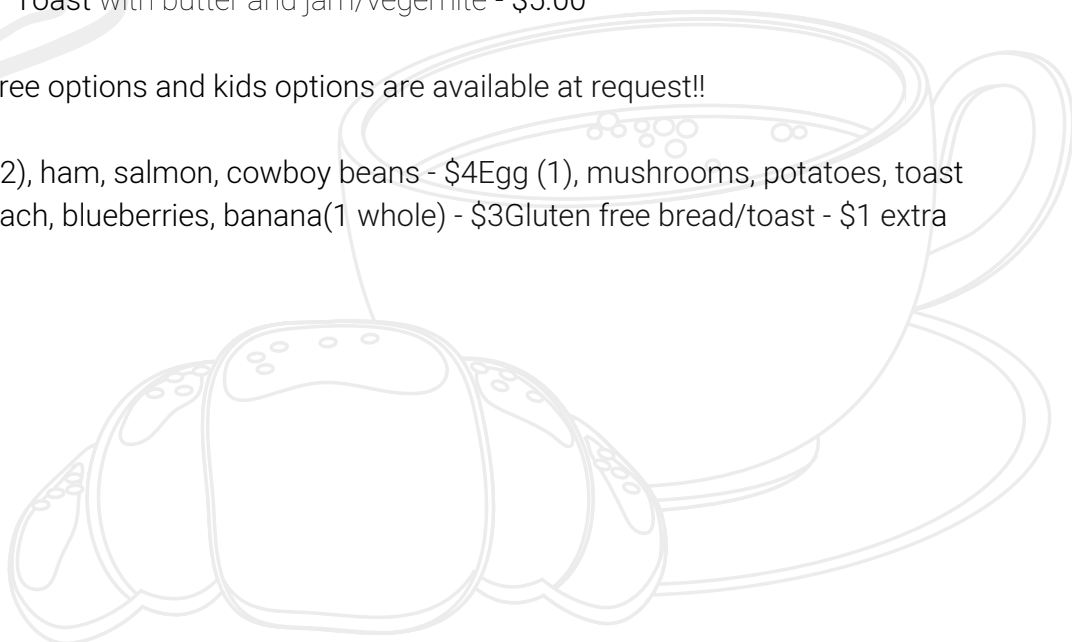 Toast with butter and jam/vegemite - $5.00
ree options and kids options are available at request!!
2), ham, salmon, cowboy beans - $4Egg (1), mushrooms, potatoes, toast
ach, blueberries, banana(1 whole) - $3Gluten free bread/toast - $1 extra